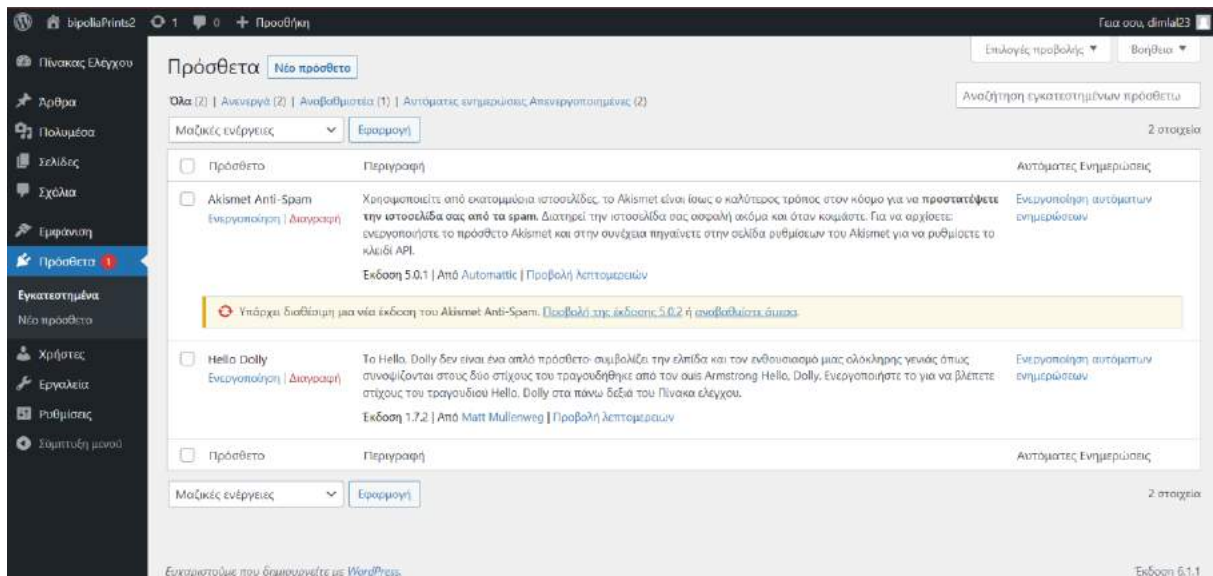 bipoliaPrints2 1 0 + Προσθήκη Γεια σου, dimlal23
Επιλογές προβολής Βοήθεια
Πίνακας Ελέγχου
Άρθρα
Πολυμέσα
Σελίδες
Σχόλια
Εμφάνιση
Πρόσθετα 1
Εγκατεστημένα
Νέο πρόσθετο
Χρήστες
Εργαλεία
Ρυθμίσεις
Σύμπτυξη μενού
Πρόσθετα Νέο πρόσθετο
Όλα (2) | Ανενεργά (2) | Αναβαθμιστέα (1) | Αυτόματες ενημερώσεις Απενεργοποιημένες (2)
Αναζήτηση εγκατεστημένων πρόσθετω
Μαζικές ενέργειες Εφαρμογή 2 στοιχεία
Πρόσθετο Περιγραφή Αυτόματες Ενημερώσεις
Akismet Anti-Spam
Ενεργοποίηση | Διαγραφή
Χρησιμοποιείτε από εκατομμύρια ιστοσελίδες, το Akismet είναι ίσως ο καλύτερος τρόπος στον κόσμο για να προστατέψετε
την ιστοσελίδα σας από τα spam. Διατηρεί την ιστοσελίδα σας ασφαλή ακόμα και όταν κοιμάστε. Για να αρχίσετε:
ενεργοποιήστε το πρόσθετο Akismet και στην συνέχεια πηγαίνετε στην σελίδα ρυθμίσεων του Akismet για να ρυθμίσετε το
κλειδί API.
Έκδοση 5.0.1 | Από Automattic | Προβολή λεπτομερειών
Ενεργοποίηση αυτόματων
ενημερώσεων
Υπάρχει διαθέσιμη μια νέα έκδοση του Akismet Anti-Spam. Προβολή της έκδοσης 5.0.2 ή αναβαθμίστε άμεσα.
Hello Dolly
Ενεργοποίηση | Διαγραφή
Το Hello, Dolly δεν είναι ένα απλό πρόσθετο· συμβολίζει την ελπίδα και τον ενθουσιασμό μιας ολόκληρης γενιάς όπως
συνοψίζονται στους δύο στίχους του τραγουδήθηκε από τον ouis Armstrong Hello, Dolly. Ενεργοποιήστε το για να βλέπετε
στίχους του τραγουδιού Hello, Dolly στα πάνω δεξιά του Πίνακα ελέγχου.
Έκδοση 1.7.2 | Από Matt Mullenweg | Προβολή λεπτομερειών
Ενεργοποίηση αυτόματων
ενημερώσεων
Πρόσθετο Περιγραφή Αυτόματες Ενημερώσεις
Μαζικές ενέργειες Εφαρμογή 2 στοιχεία
Ευχαριστούμε που δημιουργείτε με WordPress. Έκδοση 6.1.1